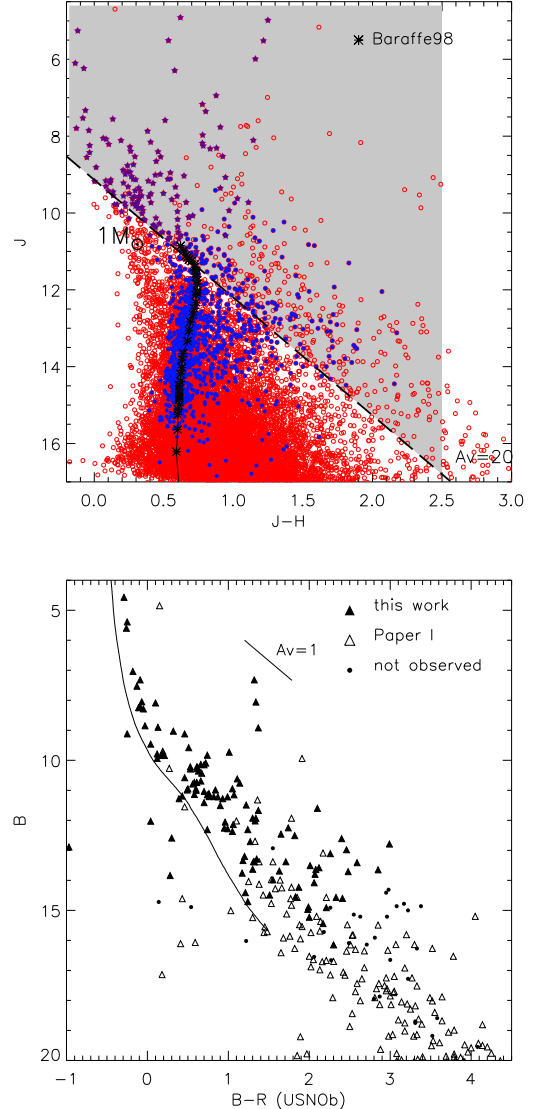 6
8
10
12
14
16
J
Baraffe98
1M⊙
Av=20
0.0 0.5 1.0 1.5 2.0 2.5 3.0
J-H
5
10
15
20
B
this work
Paper I
not observed
Av=1
-1 0 1 2 3 4
B-R (USNOb)